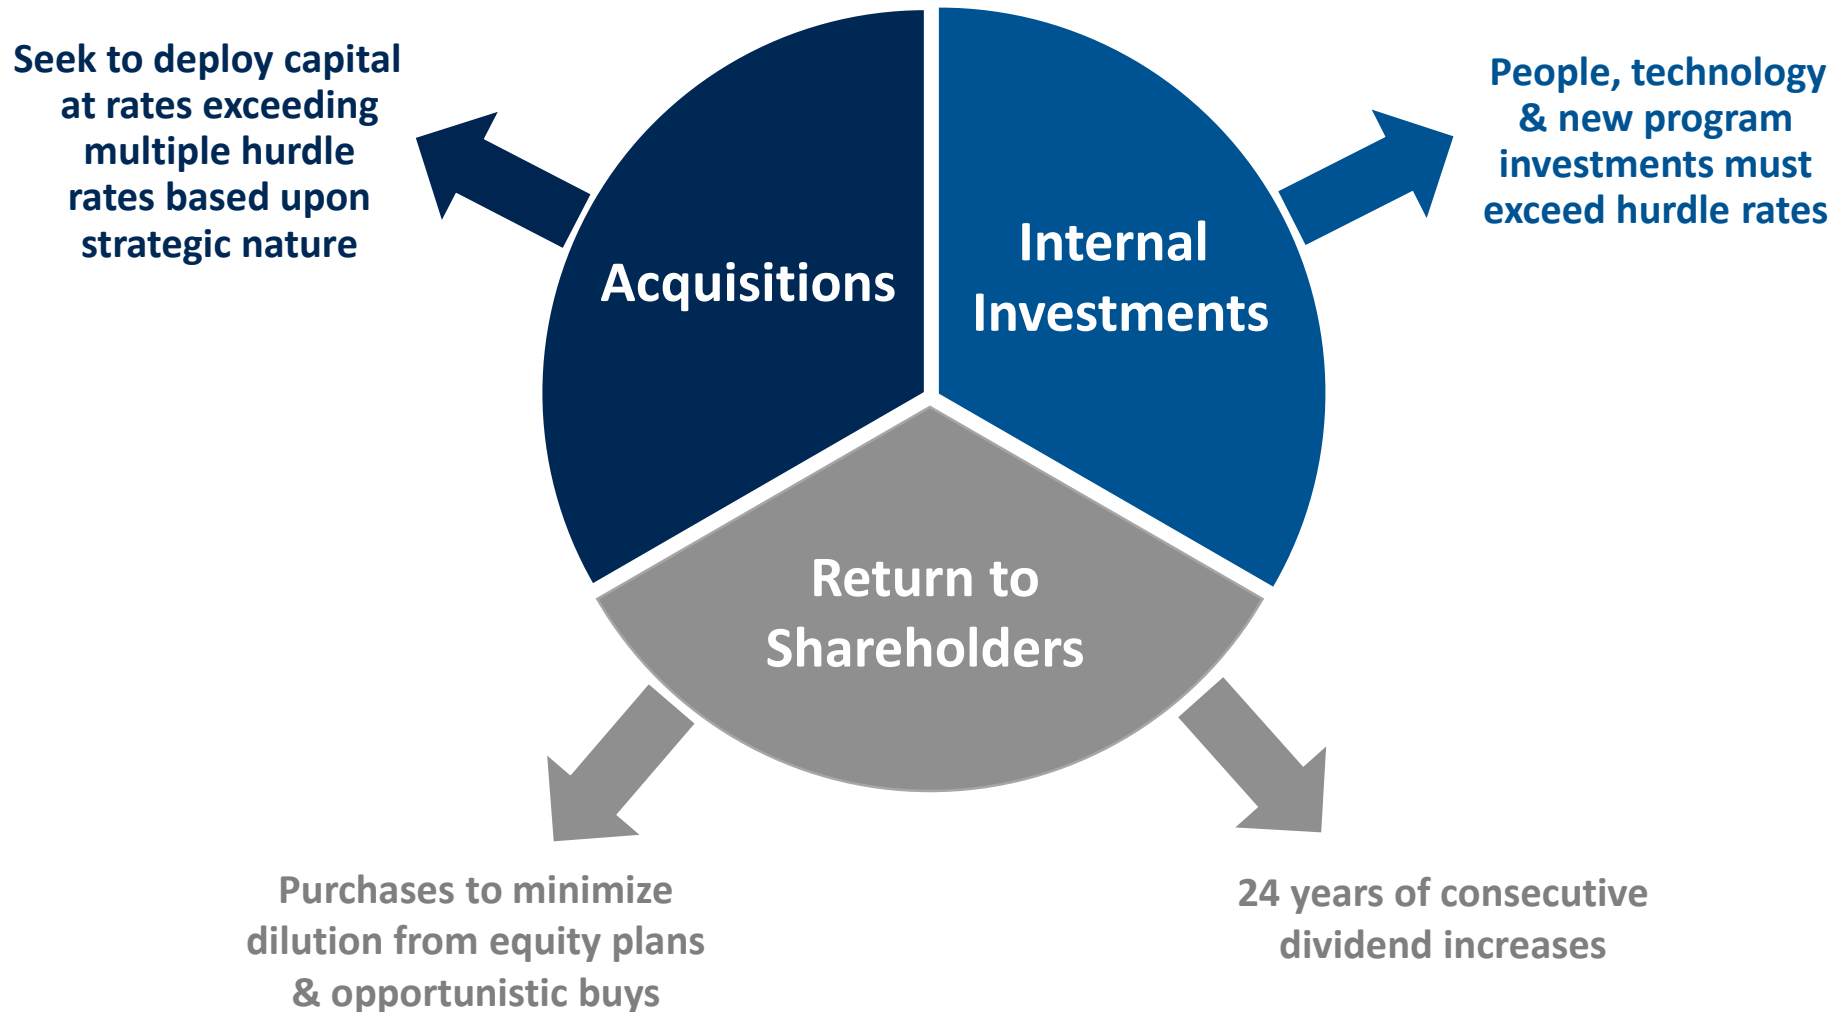 Seek to deploy capital
at rates exceeding
multiple hurdle
rates based upon
strategic nature
People, technology
& new program
investments must
exceed hurdle rates
Acquisitions
Internal
Investments
Return to
Shareholders
Purchases to minimize
dilution from equity plans
& opportunistic buys
24 years of consecutive
dividend increases